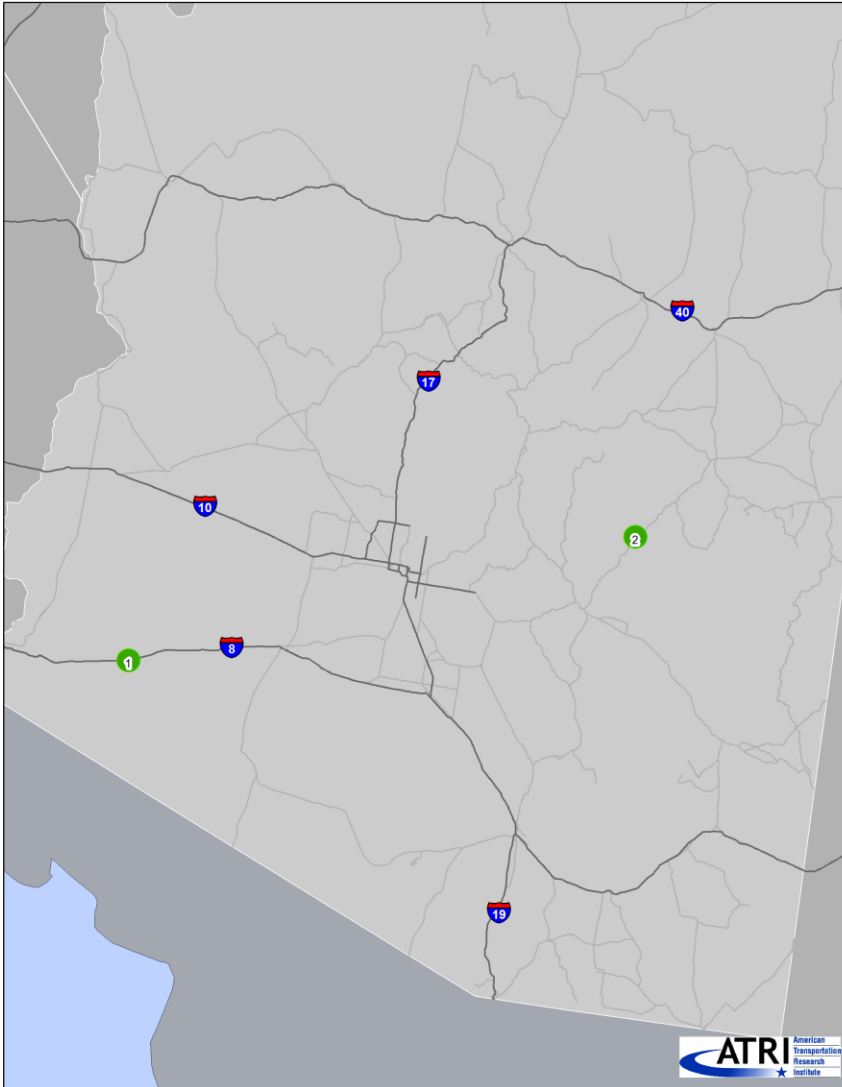 40
17
10
2
8
1
19
ATRI
American
Transportation
Research
Institute